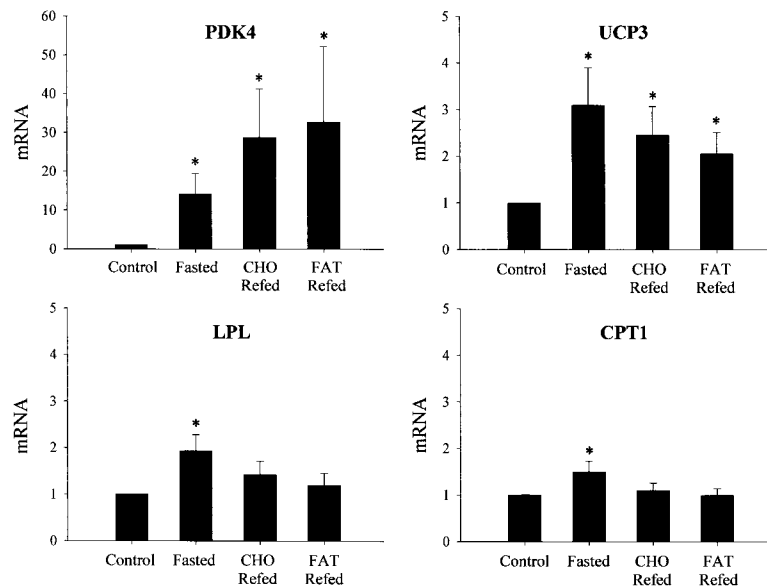 PDK4
mRNA
60
50
40
30
20
10
0
*
*
*
Control
Fasted
CHO
Refed
FAT
Refed
UCP3
mRNA
5
4
3
2
1
0
*
*
*
Control
Fasted
CHO
Refed
FAT
Refed
LPL
mRNA
5
4
3
2
1
0
*
Control
Fasted
CHO
Refed
FAT
Refed
CPT1
mRNA
5
4
3
2
1
0
*
Control
Fasted
CHO
Refed
FAT
Refed